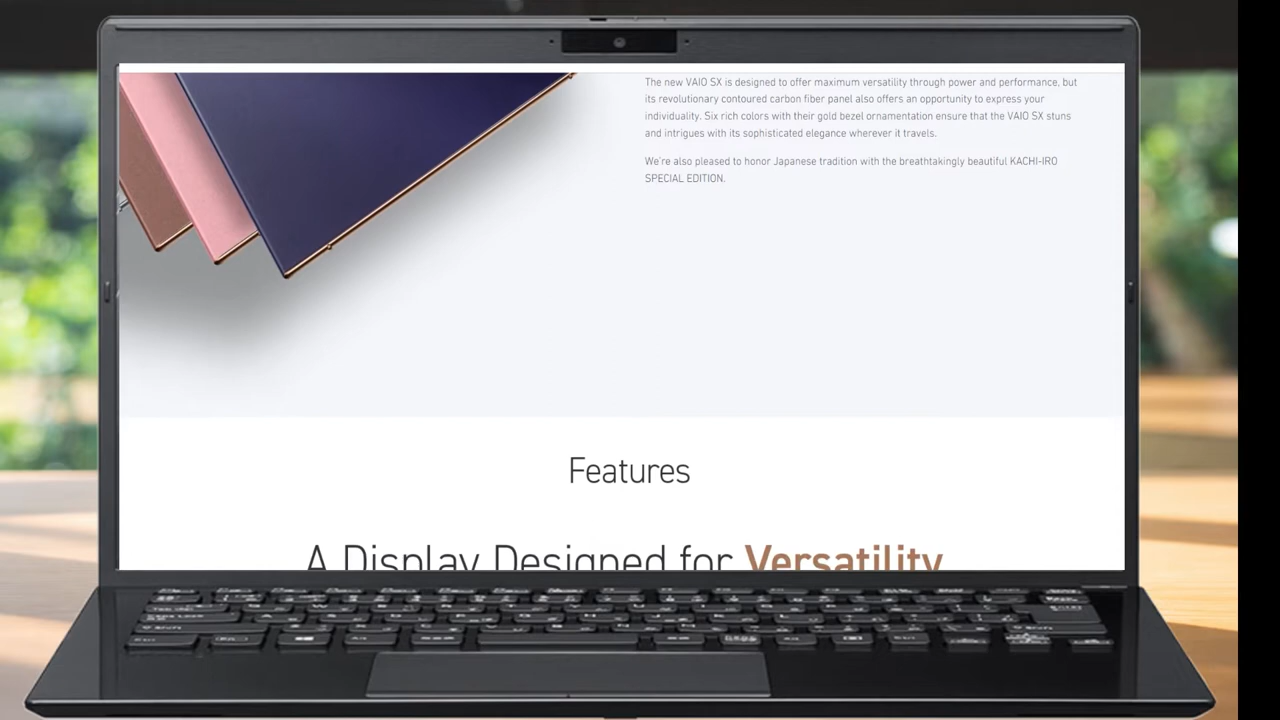 The new VAIO SX is designed to offer maximum versatility through power and performance, but
its revolutionary contoured carbon fiber panel also offers an opportunity to express your
individuality. Six rich colors with their gold bezel ornamentation ensure that the VAIO SX stuns
and intrigues with its sophisticated elegance wherever it travels.
We're also pleased to honor Japanese tradition with the breathtakingly beautiful KACHI-IRO
SPECIAL EDITION.
Features
A Display Designed for Versatility